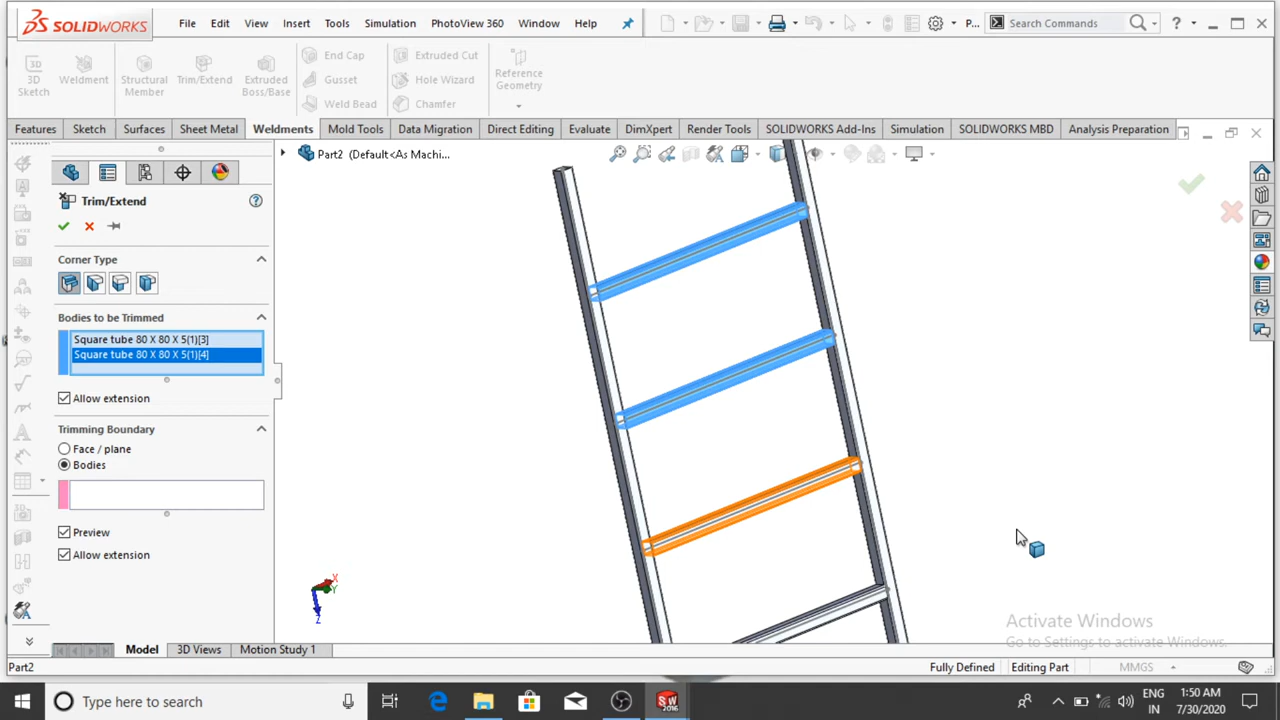 SOLIDWORKS
File Edit View Insert Tools Simulation PhotoView 360 Window Help
P...
Search Commands
3D Sketch
Weldment
Structural Member
Trim/Extend
Extruded Boss/Base
End Cap
Gusset
Weld Bead
Extruded Cut
Hole Wizard
Chamfer
Reference Geometry
Features Sketch Surfaces Sheet Metal Weldments Mold Tools Data Migration Direct Editing Evaluate DimXpert Render Tools SOLIDWORKS Add-Ins Simulation SOLIDWORKS MBD Analysis Preparation
Part2 (Default<As Machi...
Trim/Extend
Corner Type
Bodies to be Trimmed
Square tube 80 X 80 X 5(1)[3]
Square tube 80 X 80 X 5(1)[4]
Allow extension
Trimming Boundary
Face / plane
Bodies
Preview
Allow extension
X
Y
Z
Activate Windows
Go to Settings to activate Windows.
Model 3D Views Motion Study 1
Part2 Fully Defined Editing Part MMGS
Type here to search
SW 2016
ENG
IN
1:50 AM
7/30/2020